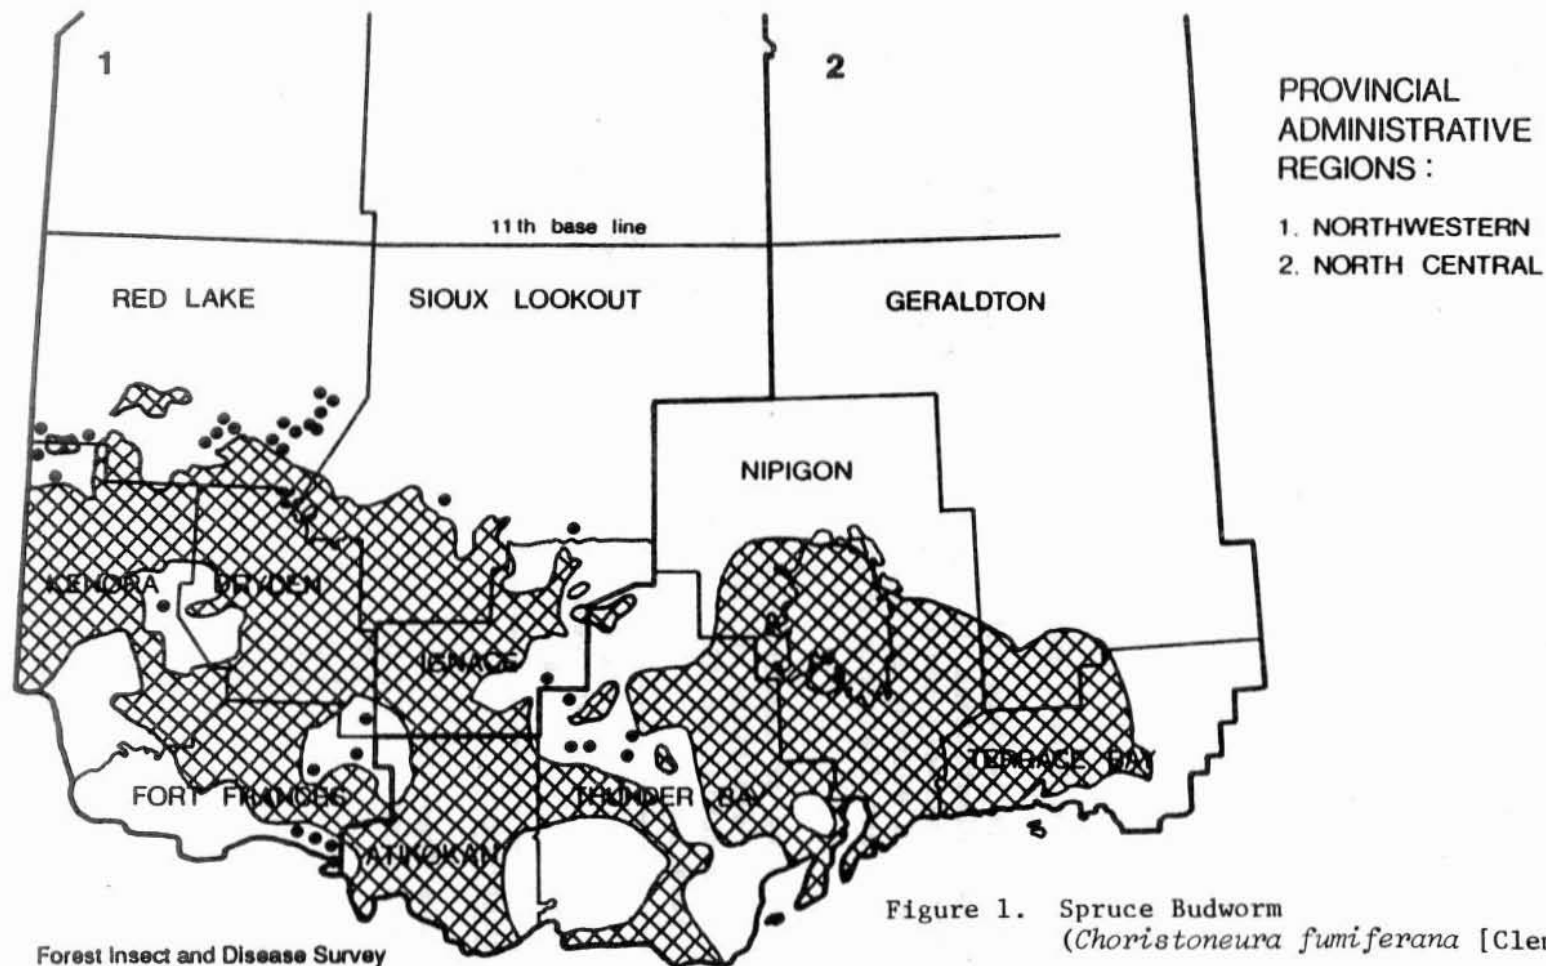 1
2
PROVINCIAL
ADMINISTRATIVE
REGIONS :
1. NORTHWESTERN
2. NORTH CENTRAL
11th base line
RED LAKE
SIOUX LOOKOUT
GERALDTON
NIPIGON
KENORA
DRYDEN
IGNACE
TERRACE BAY
FORT FRANCES
THUNDER BAY
ATIKOKAN
Figure 1. Spruce Budworm
(Choristoneura fumiferana [Cle
Forest Insect and Disease Survey